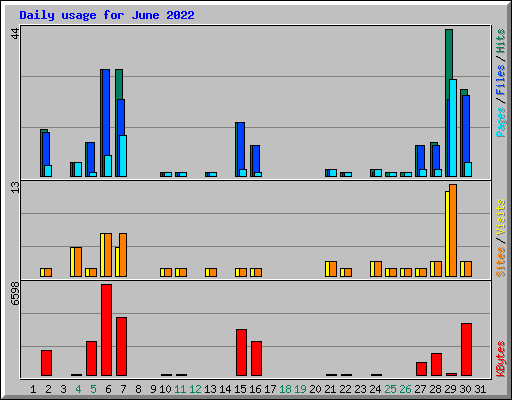 Daily usage for June 2022
44
Pages/Files/Hits
13
Sites/Visits
6598
KBytes
1 2 3 4 5 6 7 8 9 10 11 12 13 14 15 16 17 18 19 20 21 22 23 24 25 26 27 28 29 30 31